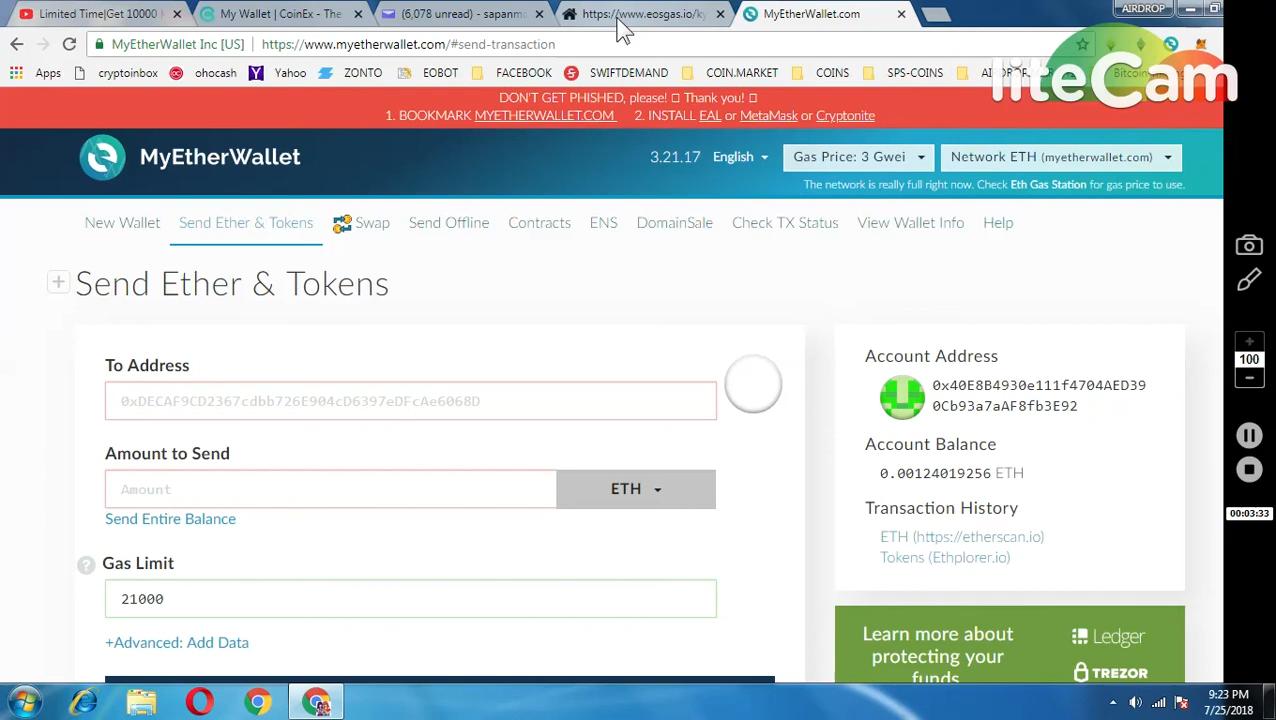 Limited Time|Get 10000
My Wallet | CoinEx - The
(6,078 unread) - apanam
https://www.eosgas.io/ky
MyEtherWallet.com
AIRDROP
MyEtherWallet Inc [US]
https://www.myetherwallet.com/#send-transaction
Apps
cryptoinbox
ohocash
Yahoo
ZONTO
EOBOT
FACEBOOK
SWIFTDEMAND
COIN.MARKET
COINS
SPS-COINS
liteCam
DON'T GET PHISHED, please! Thank you!
1. BOOKMARK MYETHERWALLET.COM 2. INSTALL EAL or MetaMask or Cryptonite
MyEtherWallet
3.21.17
English
Gas Price: 3 Gwei
Network ETH (myetherwallet.com)
The network is really full right now. Check Eth Gas Station for gas price to use.
New Wallet
Send Ether & Tokens
Swap
Send Offline
Contracts
ENS
DomainSale
Check TX Status
View Wallet Info
Help
Send Ether & Tokens
To Address
Amount to Send
Amount
ETH
Send Entire Balance
Gas Limit
21000
+Advanced: Add Data
Account Address
0x40E8B4930e111f4704AED39
0Cb93a7aAF8fb3E92
Account Balance
0.00124019256 ETH
Transaction History
ETH (https://etherscan.io)
Tokens (Ethplorer.io)
Learn more about
protecting your
funds.
Ledger
TREZOR
100
00:03:33
9:23 PM
7/25/2018